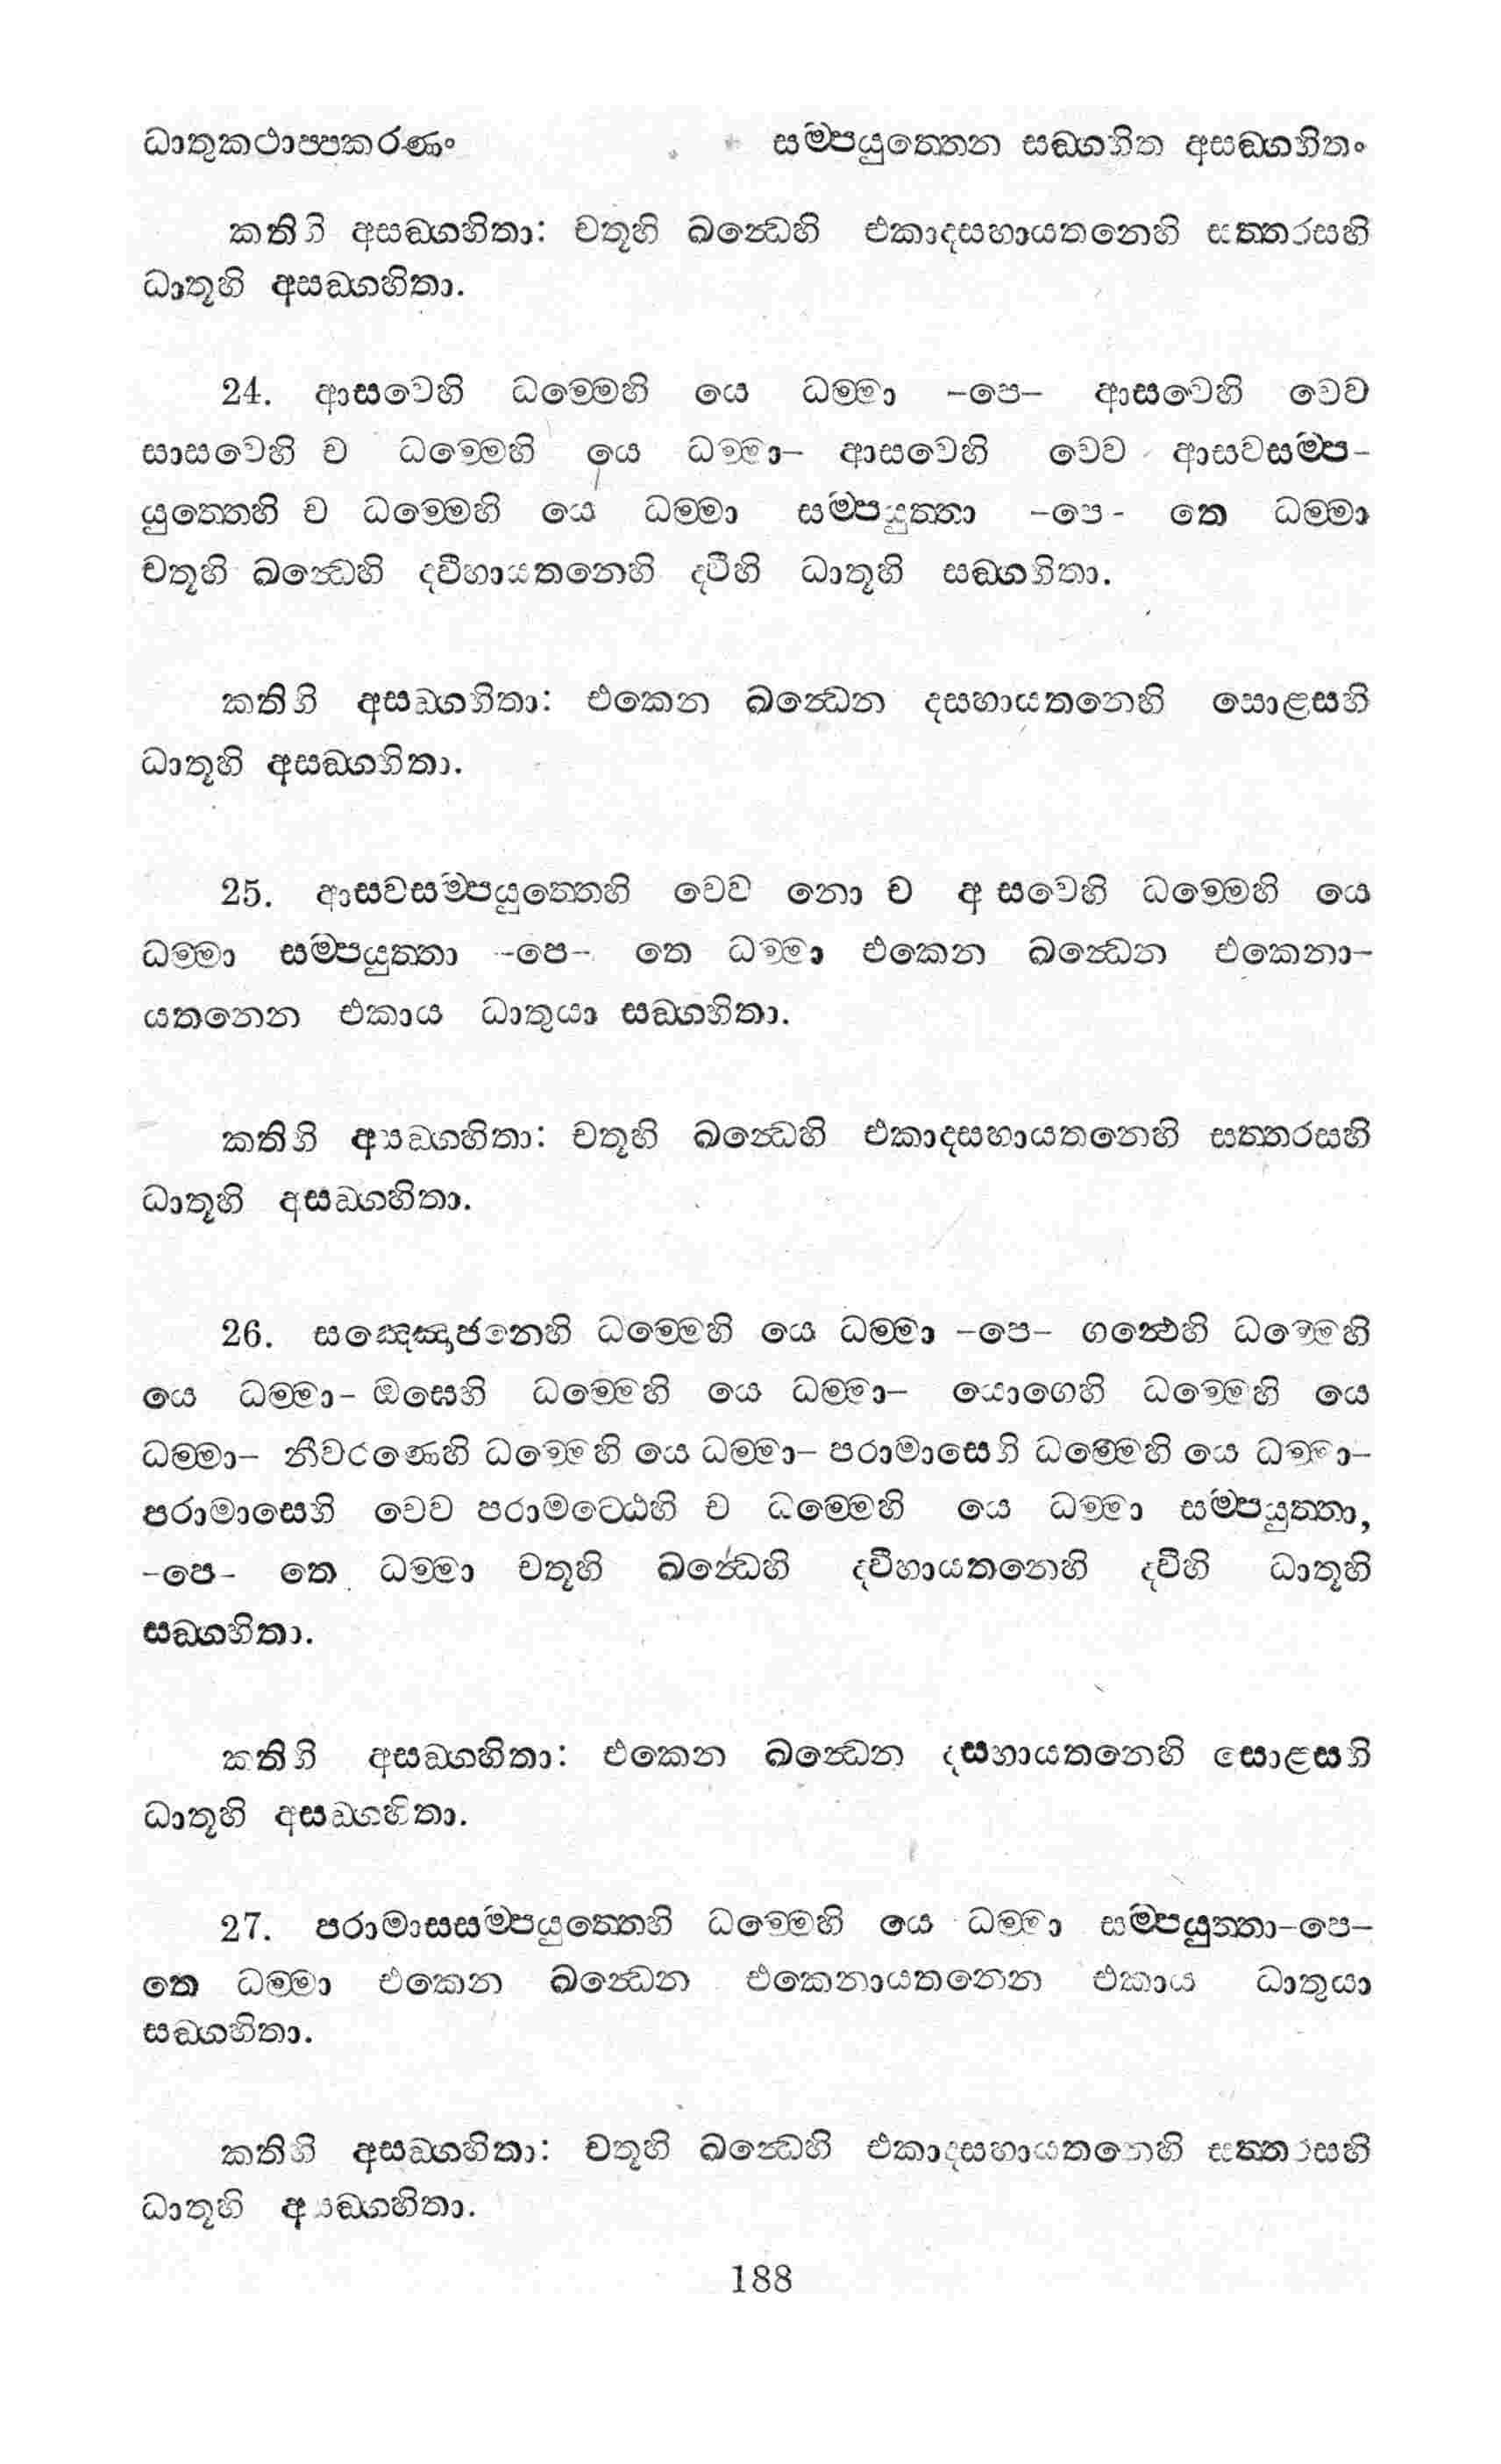 ධාතුකථාප්පකරණං සම්පයුත්තෙන සඞ්ගහිත අසඞ්ගහිතං
කතිහි අසඞ්ගහිතා: චතූහි ඛන්ධෙහි එකාදසහායතනෙහි සත්තරසහි
ධාතූහි අසඞ්ගහිතා.
24. ආසවෙහි ධම්මෙහි යෙ ධම්මා -පෙ- ආසවෙහි චෙව
සාසවෙහි ච ධම්මෙහි යෙ ධම්මා- ආසවෙහි චෙව ආසවසම්ප-
යුත්තෙහි ච ධම්මෙහි යෙ ධම්මා සම්පයුත්තා -පෙ- තෙ ධම්මා
චතූහි ඛන්ධෙහි ද්වීහායතනෙහි ද්වීහි ධාතූහි සඞ්ගහිතා.
කතිහි අසඞ්ගහිතා: එකෙන ඛන්ධෙන දසහායතනෙහි සොළසහි
ධාතූහි අසඞ්ගහිතා.
25. ආසවසම්පයුත්තෙහි චෙව නො ච අ සවෙහි ධම්මෙහි යෙ
ධම්මා සම්පයුත්තා -පෙ- තෙ ධම්මා එකෙන ඛන්ධෙන එකෙනා-
යතනෙන එකාය ධාතුයා සඞ්ගහිතා.
කතිහි අසඞ්ගහිතා: චතූහි ඛන්ධෙහි එකාදසහායතනෙහි සත්තරසහි
ධාතූහි අසඞ්ගහිතා.
26. සඤ්ඤොජනෙහි ධම්මෙහි යෙ ධම්මා -පෙ- ගන්ථෙහි ධම්මෙහි
යෙ ධම්මා- ඔඝෙහි ධම්මෙහි යෙ ධම්මා- යොගෙහි ධම්මෙහි යෙ
ධම්මා- නීවරණෙහි ධම්මෙහි යෙ ධම්මා- පරාමාසෙහි ධම්මෙහි යෙ ධම්මා-
පරාමාසෙහි චෙව පරාමට්ඨෙහි ච ධම්මෙහි යෙ ධම්මා සම්පයුත්තා,
-පෙ- තෙ ධම්මා චතූහි ඛන්ධෙහි ද්වීහායතනෙහි ද්වීහි ධාතූහි
සඞ්ගහිතා.
කතිහි අසඞ්ගහිතා: එකෙන ඛන්ධෙන දසහායතනෙහි සොළසහි
ධාතූහි අසඞ්ගහිතා.
27. පරාමාසසම්පයුත්තෙහි ධම්මෙහි යෙ ධම්මා සම්පයුත්තා-පෙ-
තෙ ධම්මා එකෙන ඛන්ධෙන එකෙනායතනෙන එකාය ධාතුයා
සඞ්ගහිතා.
කතිහි අසඞ්ගහිතා: චතූහි ඛන්ධෙහි එකාදසහායතනෙහි සත්තරසහි
ධාතූහි අසඞ්ගහිතා.
188